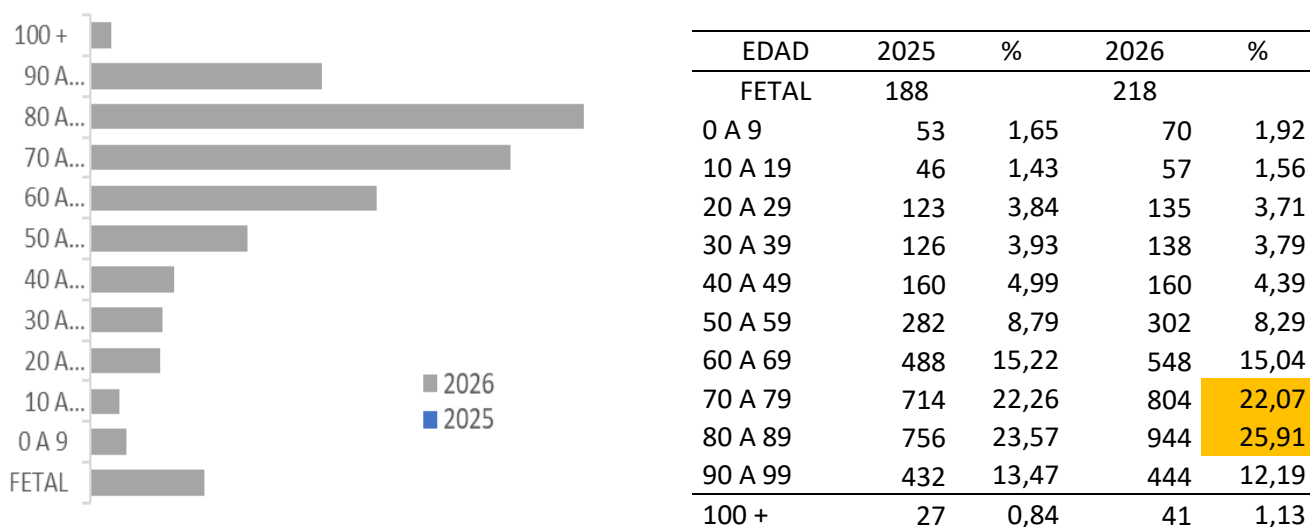 100 +
90 A...
80 A...
70 A...
60 A...
50 A...
40 A...
30 A...
20 A...
10 A...
0 A 9
FETAL
2026
2025
EDAD 2025 % 2026 %
FETAL 188 218
0 A 9 53 1,65 70 1,92
10 A 19 46 1,43 57 1,56
20 A 29 123 3,84 135 3,71
30 A 39 126 3,93 138 3,79
40 A 49 160 4,99 160 4,39
50 A 59 282 8,79 302 8,29
60 A 69 488 15,22 548 15,04
70 A 79 714 22,26 804 22,07
80 A 89 756 23,57 944 25,91
90 A 99 432 13,47 444 12,19
100 + 27 0,84 41 1,13